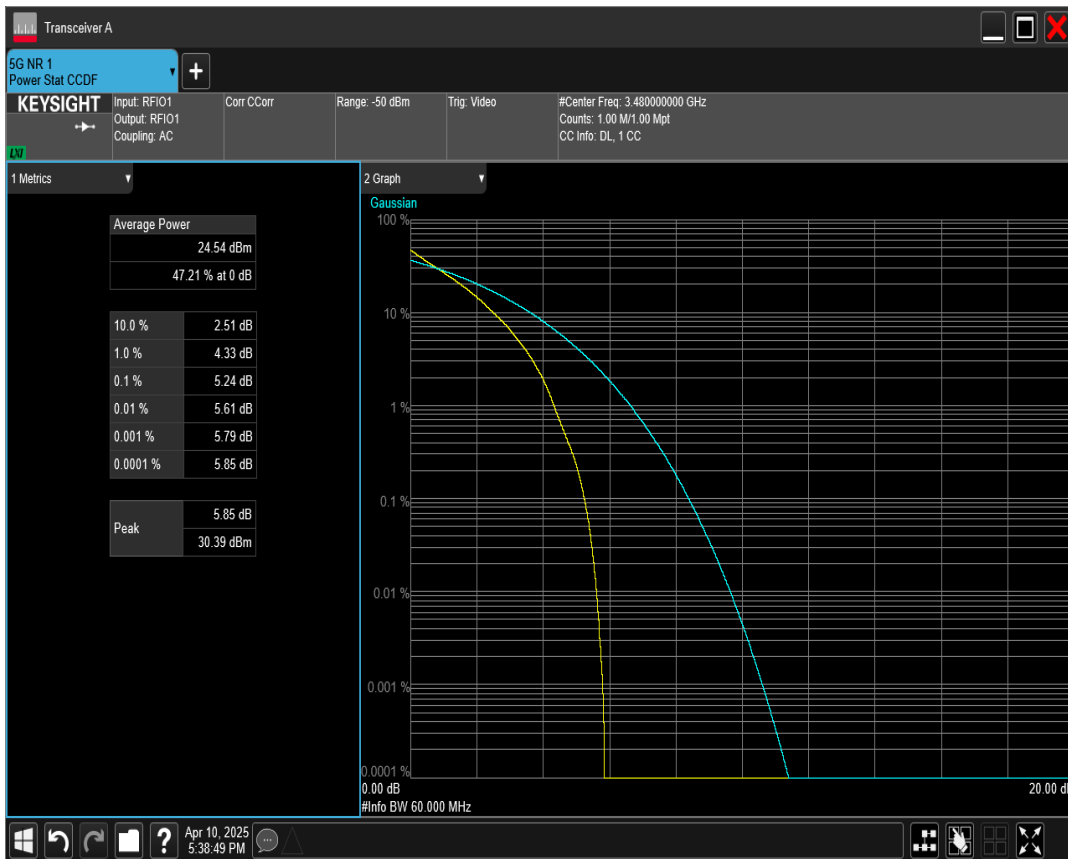 Transceiver A
5G NR 1
Power Stat CCDF
+
KEYSIGHT
LXI
Input: RFIO1
Output: RFIO1
Coupling: AC
Corr CCorr
Range: -50 dBm
Trig: Video
#Center Freq: 3.480000000 GHz
Counts: 1.00 M/1.00 Mpt
CC Info: DL, 1 CC
1 Metrics
Average Power
24.54 dBm
47.21 % at 0 dB
10.0 % 2.51 dB
1.0 % 4.33 dB
0.1 % 5.24 dB
0.01 % 5.61 dB
0.001 % 5.79 dB
0.0001 % 5.85 dB
Peak 5.85 dB
30.39 dBm
2 Graph
Gaussian
100 %
10 %
1 %
0.1 %
0.01 %
0.001 %
0.0001 %
0.00 dB 20.00 d
#Info BW 60.000 MHz
?
Apr 10, 2025
5:38:49 PM